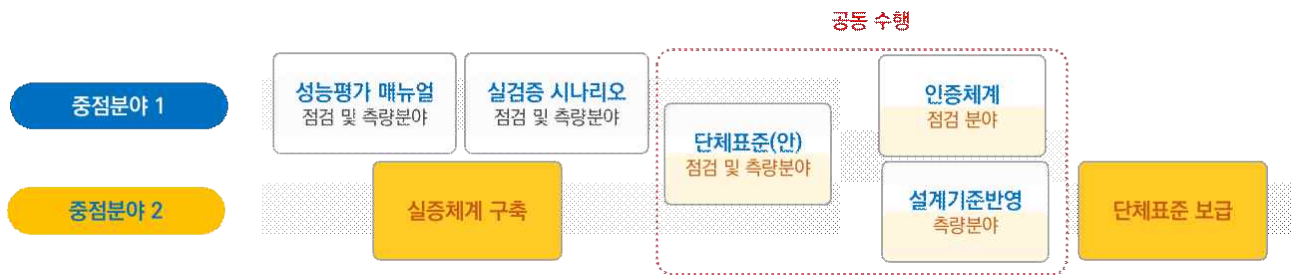 공동 수행
중점분야 1
성능평가 매뉴얼
점검 및 측량분야
실검증 시나리오
점검 및 측량분야
단체표준(안)
점검 및 측량분야
인증체계
점검 분야
중점분야 2
실증체계 구축
설계기준반영
측량분야
단체표준 보급